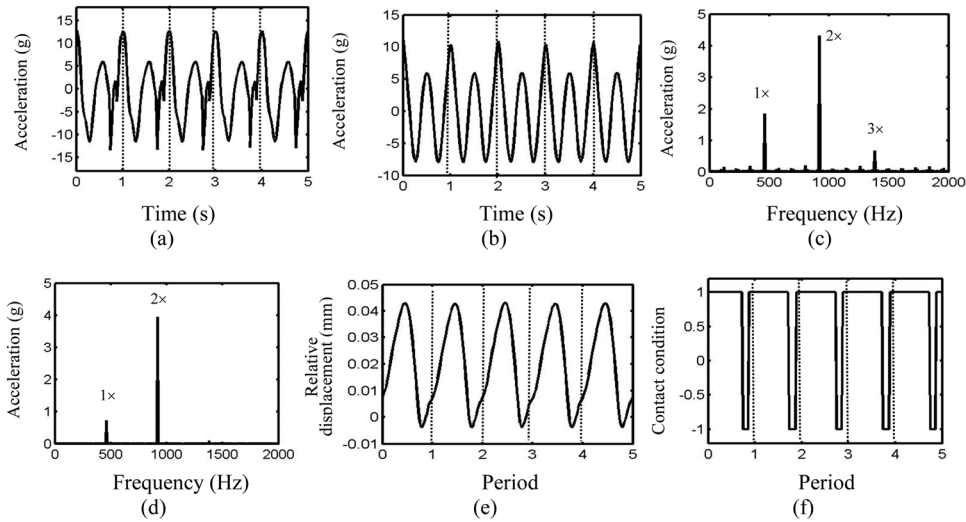 Acceleration (g)
15
10
5
0
-5
-10
-15
0 1 2 3 4 5
Time (s)
(a)
Acceleration (g)
15
10
5
0
-5
-10
0 1 2 3 4 5
Time (s)
(b)
Acceleration (g)
5
4
3
2
1
0
1×
2×
3×
0 500 1000 1500 2000
Frequency (Hz)
(c)
Acceleration (g)
5
4
3
2
1
0
1×
2×
0 500 1000 1500 2000
Frequency (Hz)
(d)
Relative
displacement (mm)
0.05
0.04
0.03
0.02
0.01
0
-0.01
0 1 2 3 4 5
Period
(e)
Contact condition
1
0.5
0
-0.5
-1
0 1 2 3 4 5
Period
(f)